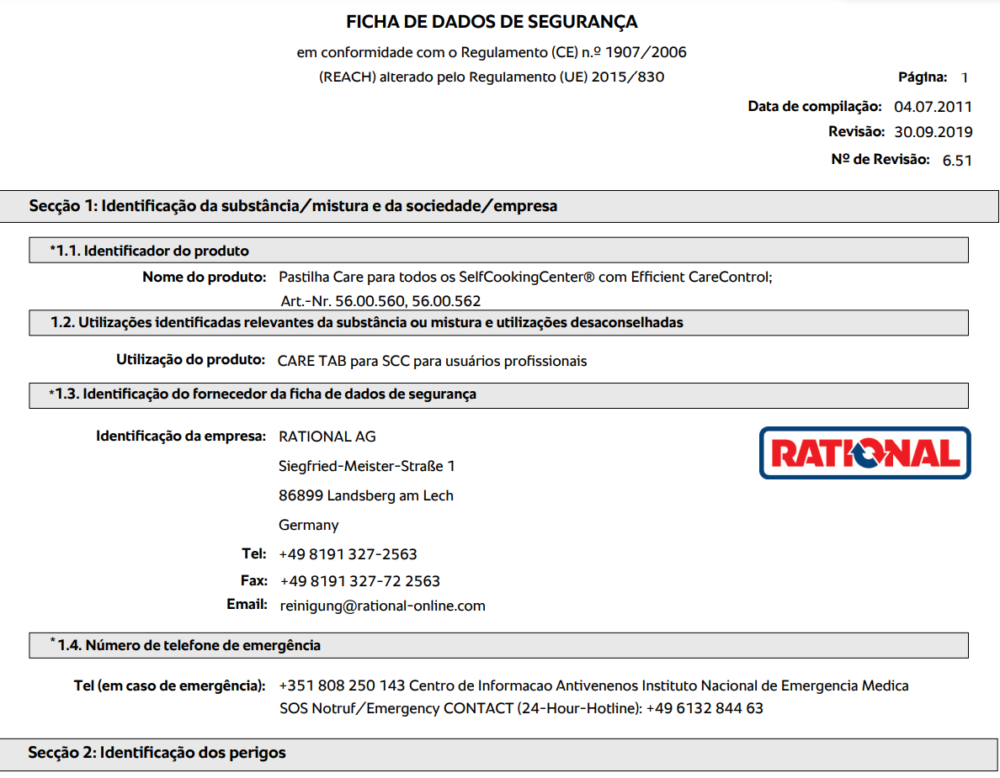 FICHA DE DADOS DE SEGURANÇA
em conformidade com o Regulamento (CE) n.º 1907/2006
(REACH) alterado pelo Regulamento (UE) 2015/830
Página: 1
Data de compilação: 04.07.2011
Revisão: 30.09.2019
Nº de Revisão: 6.51
Secção 1: Identificação da substância/mistura e da sociedade/empresa
*1.1. Identificador do produto
Nome do produto: Pastilha Care para todos os SelfCookingCenter® com Efficient CareControl;
Art.-Nr. 56.00.560, 56.00.562
1.2. Utilizações identificadas relevantes da substância ou mistura e utilizações desaconselhadas
Utilização do produto: CARE TAB para SCC para usuários profissionais
*1.3. Identificação do fornecedor da ficha de dados de segurança
Identificação da empresa: RATIONAL AG
RATIONAL
Siegfried-Meister-Straße 1
86899 Landsberg am Lech
Germany
Tel: +49 8191 327-2563
Fax: +49 8191 327-72 2563
Email: reinigung@rational-online.com
*1.4. Número de telefone de emergência
Tel (em caso de emergência): +351 808 250 143 Centro de Informacao Antivenenos Instituto Nacional de Emergencia Medica
SOS Notruf/Emergency CONTACT (24-Hour-Hotline): +49 6132 844 63
Secção 2: Identificação dos perigos